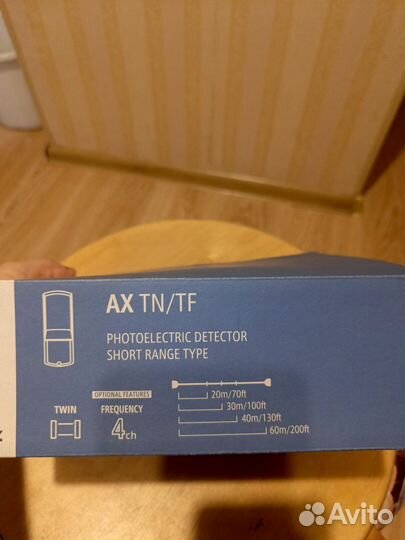 AX TN/TF
PHOTOELECTRIC DETECTOR
SHORT RANGE TYPE
OPTIONAL FEATURES
TWIN
FREQUENCY
4ch
20m/70ft
30m/100ft
40m/130ft
60m/200ft
Avito